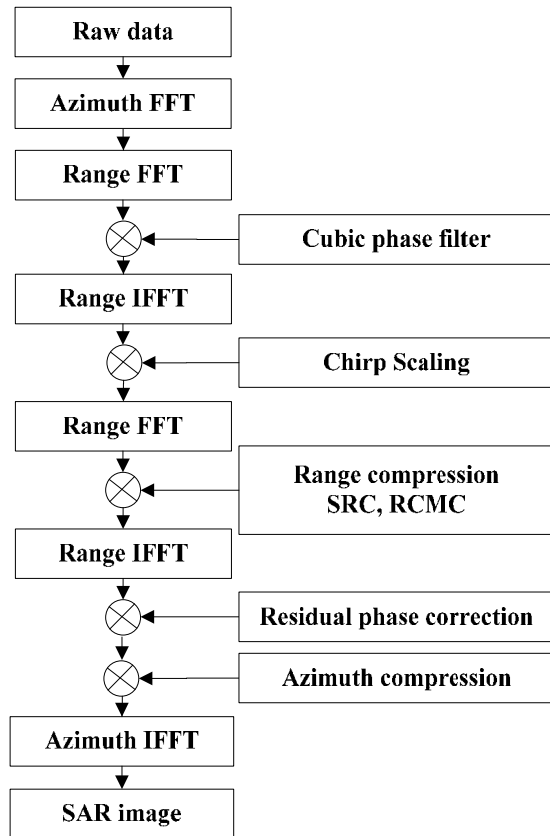 Raw data
Azimuth FFT
Range FFT
Cubic phase filter
Range IFFT
Chirp Scaling
Range FFT
Range compression
SRC, RCMC
Range IFFT
Residual phase correction
Azimuth compression
Azimuth IFFT
SAR image